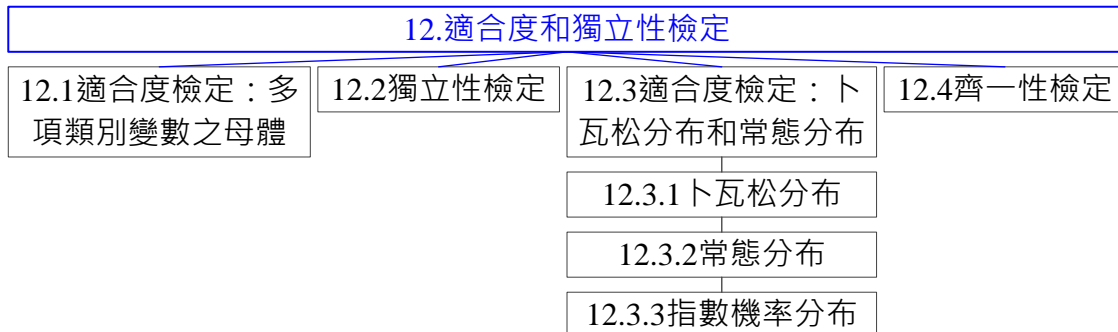 12.適合度和獨立性檢定
12.1適合度檢定：多
項類別變數之母體
12.2獨立性檢定
12.3適合度檢定：卜
瓦松分布和常態分布
12.3.1卜瓦松分布
12.3.2常態分布
12.3.3指數機率分布
12.4齊一性檢定